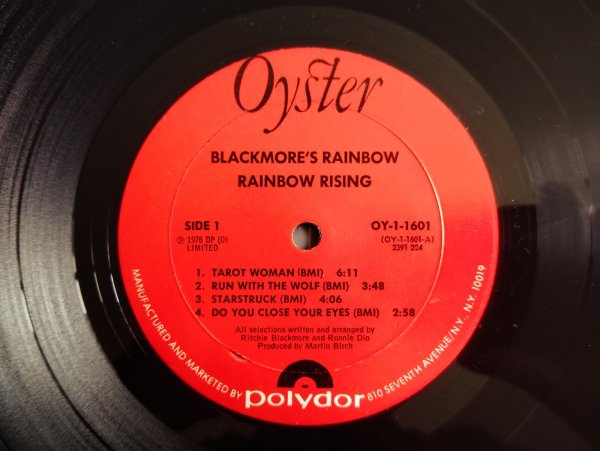 Oyster
BLACKMORE'S RAINBOW
RAINBOW RISING
SIDE 1
OY-1-1601
Ⓟ 1976 DP (O)
LIMITED
(OY-1-1601-A)
2391 224
1. TAROT WOMAN (BMI) 6:11
2. RUN WITH THE WOLF (BMI) 3:48
3. STARSTRUCK (BMI) 4:06
4. DO YOU CLOSE YOUR EYES (BMI) 2:58
All selections written and arranged by
Ritchie Blackmore and Ronnie Dio
Produced by Martin Birch
MANUFACTURED AND MARKETED BY polydor 810 SEVENTH AVENUE/N.Y., N.Y. 10019